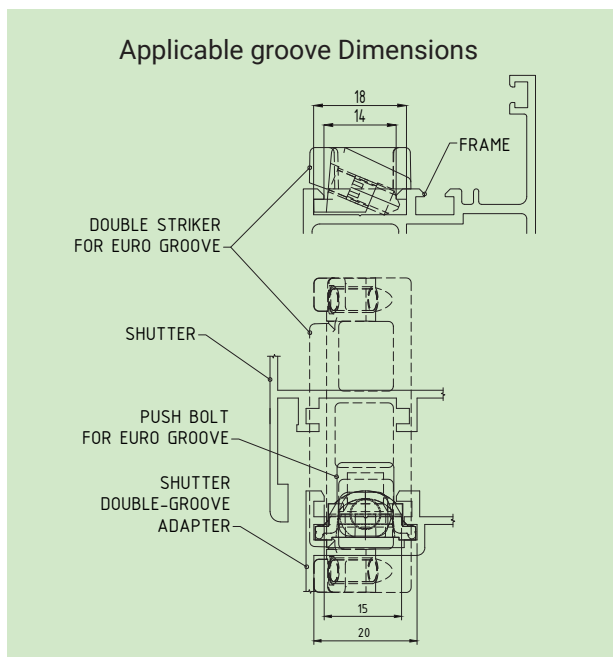 Applicable groove Dimensions
18
14
FRAME
DOUBLE STRIKER
FOR EURO GROOVE
SHUTTER
PUSH BOLT
FOR EURO GROOVE
SHUTTER
DOUBLE-GROOVE
ADAPTER
15
20